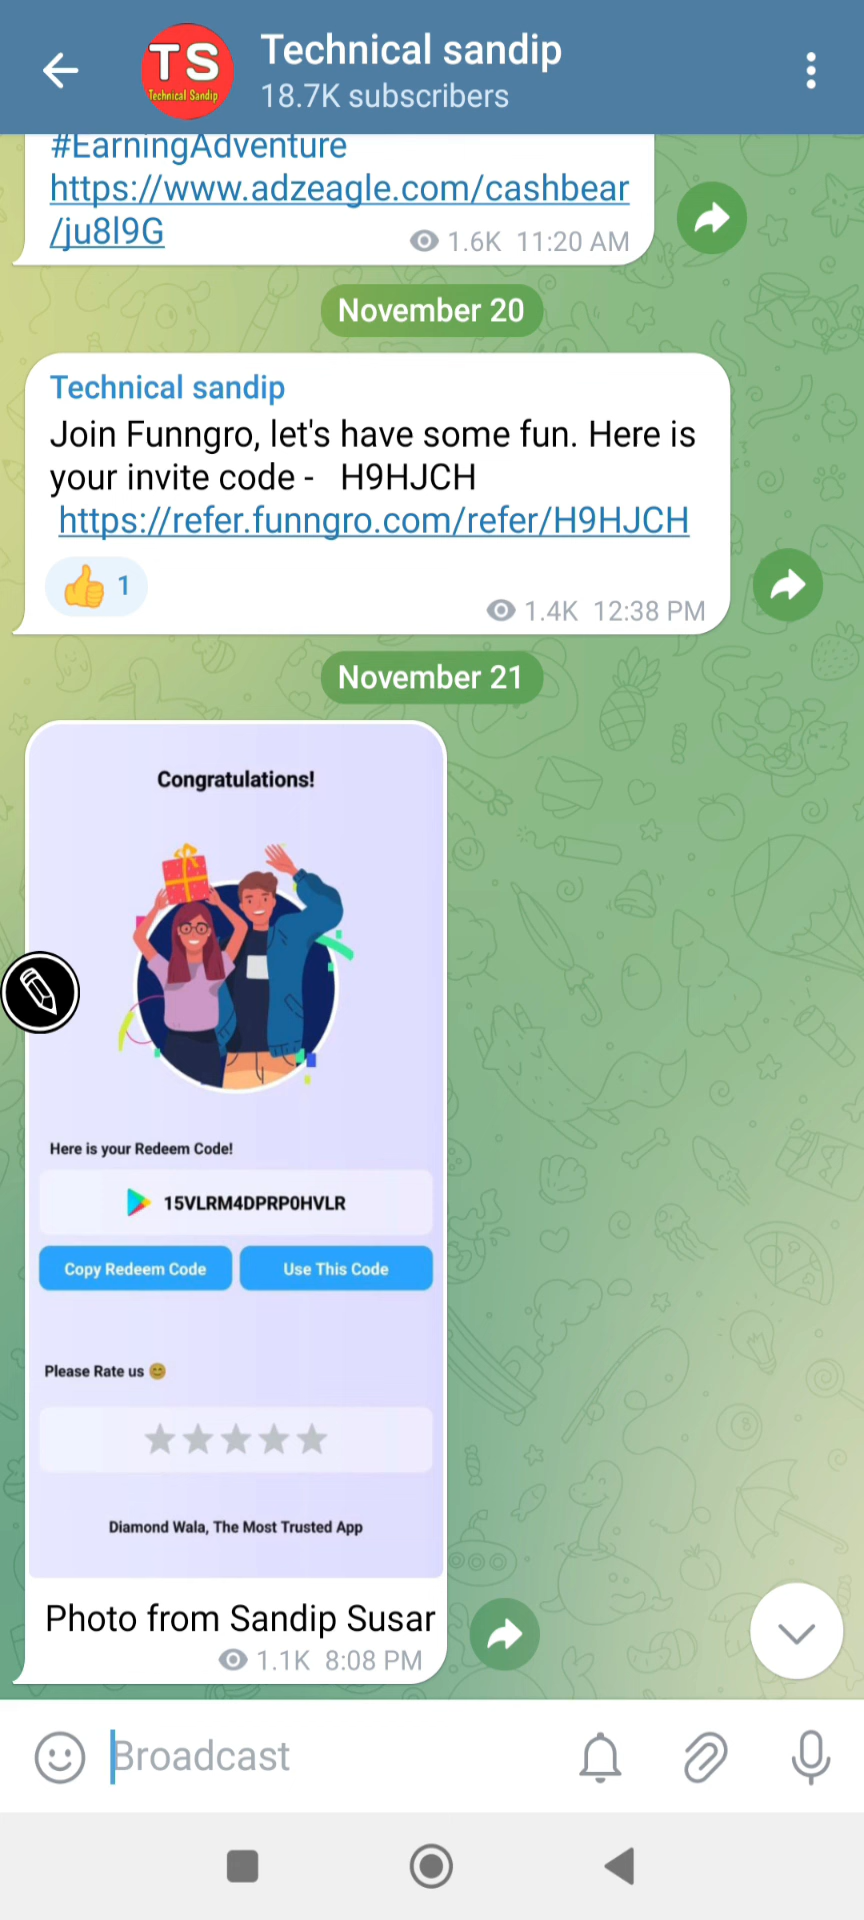 TS
Technical Sandip
Technical sandip
18.7K subscribers
#EarningAdventure
https://www.adzeagle.com/cashbear
/ju8l9G
1.6K 11:20 AM
November 20
Technical sandip
Join Funngro, let's have some fun. Here is
your invite code - H9HJCH
https://refer.funngro.com/refer/H9HJCH
1
1.4K 12:38 PM
November 21
Congratulations!
Here is your Redeem Code!
15VLRM4DPRP0HVLR
Copy Redeem Code
Use This Code
Please Rate us 😊
Diamond Wala, The Most Trusted App
Photo from Sandip Susar
1.1K 8:08 PM
Broadcast